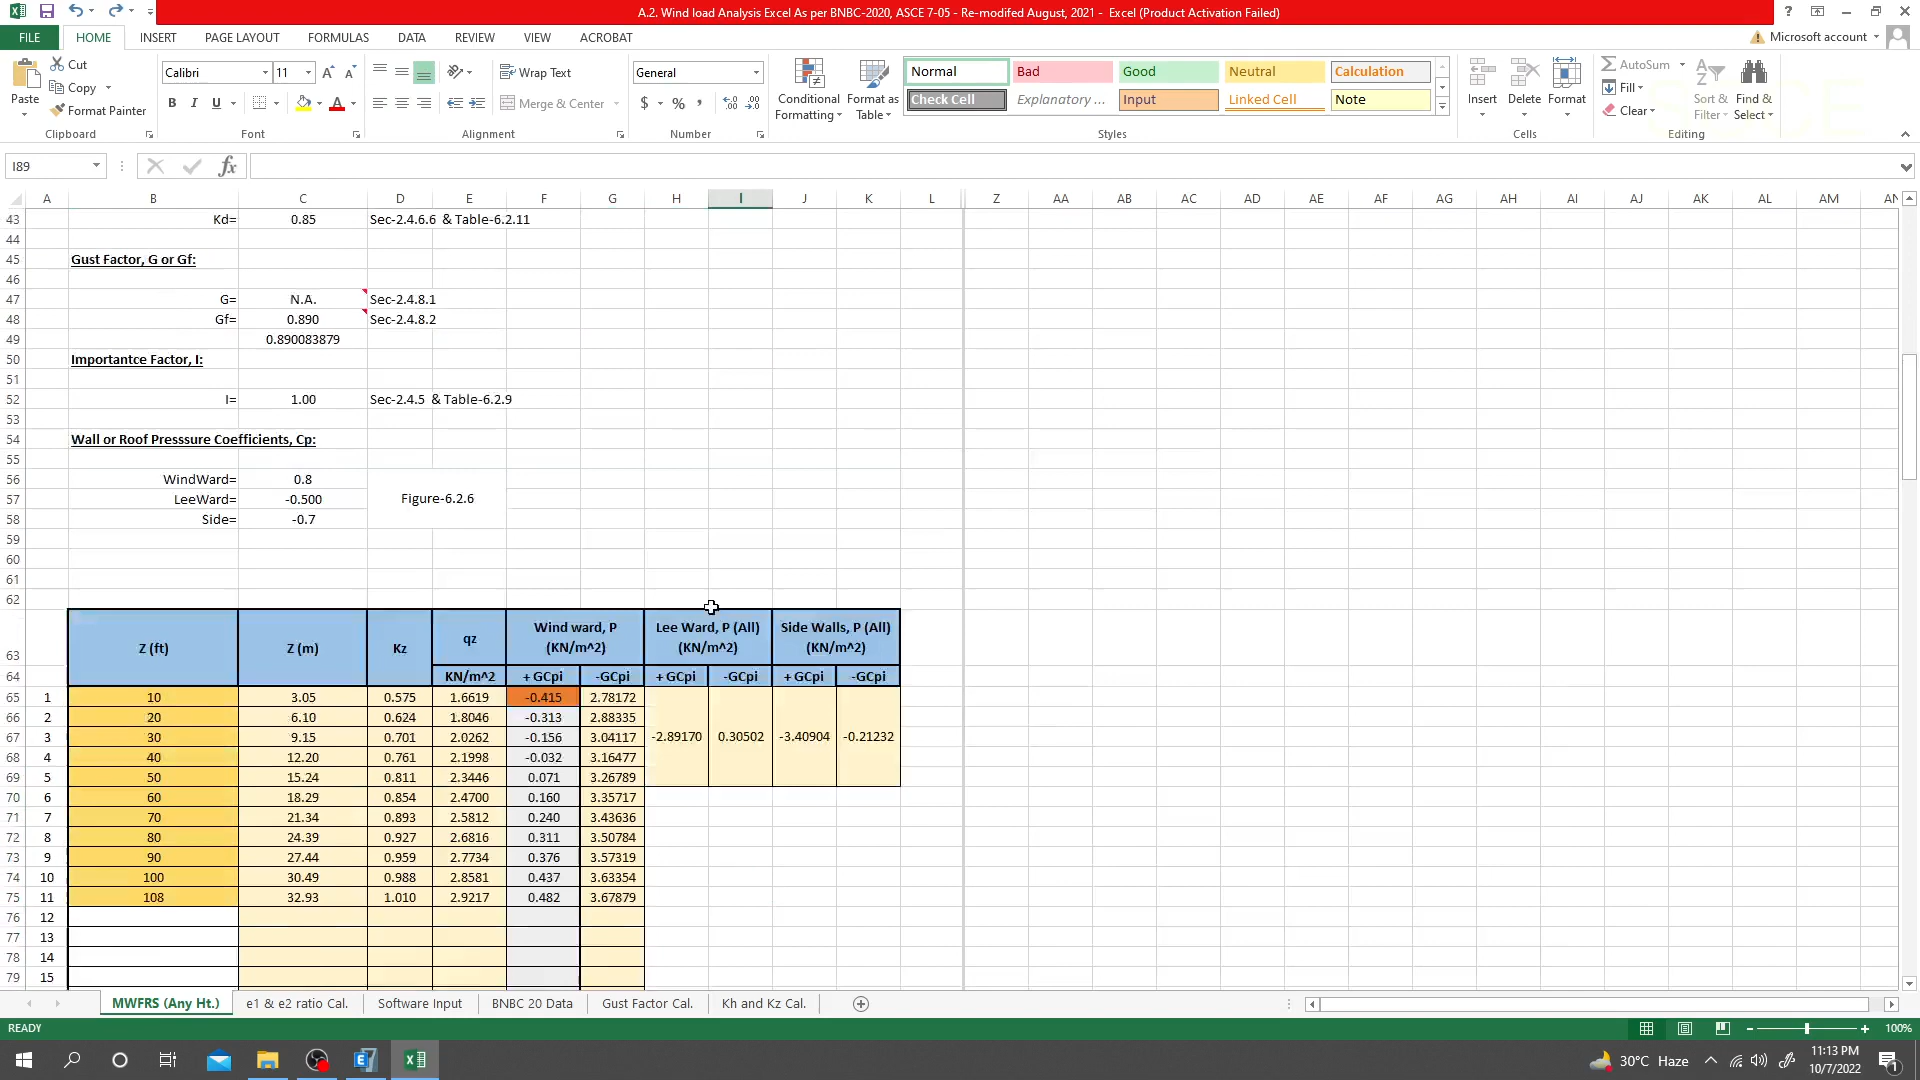 A.2. Wind load Analysis Excel As per BNBC-2020, ASCE 7-05 - Re-modifed August, 2021 - Excel (Product Activation Failed)
FILE HOME INSERT PAGE LAYOUT FORMULAS DATA REVIEW VIEW ACROBAT Microsoft account
Paste Cut Copy Format Painter
Calibri 11
B I U A
Wrap Text
Merge & Center
General
$ % ,
Conditional Formatting Format as Table
Normal Bad Good Neutral Calculation
Check Cell Explanatory ... Input Linked Cell Note
Insert Delete Format
AutoSum Fill Clear Sort & Filter Find & Select
Clipboard Font Alignment Number Styles Cells Editing
I89 fx
A B C D E F G H I J K L Z AA AB AC AD AE AF AG AH AI AJ AK AL AM AN
43 Kd= 0.85 Sec-2.4.6.6 & Table-6.2.11
44
45 Gust Factor, G or Gf:
46
47 G= N.A. Sec-2.4.8.1
48 Gf= 0.890 Sec-2.4.8.2
49 0.890083879
50 Importantce Factor, I:
51
52 I= 1.00 Sec-2.4.5 & Table-6.2.9
53
54 Wall or Roof Presssure Coefficients, Cp:
55
56 WindWard= 0.8
57 LeeWard= -0.500 Figure-6.2.6
58 Side= -0.7
59
60
61
62
63 Z (ft) Z (m) Kz qz Wind ward, P (KN/m^2) Lee Ward, P (All) (KN/m^2) Side Walls, P (All) (KN/m^2)
64 KN/m^2 + GCpi -GCpi + GCpi -GCpi + GCpi -GCpi
65 1 10 3.05 0.575 1.6619 -0.415 2.78172
66 2 20 6.10 0.624 1.8046 -0.313 2.88335
67 3 30 9.15 0.701 2.0262 -0.156 3.04117 -2.89170 0.30502 -3.40904 -0.21232
68 4 40 12.20 0.761 2.1998 -0.032 3.16477
69 5 50 15.24 0.811 2.3446 0.071 3.26789
70 6 60 18.29 0.854 2.4700 0.160 3.35717
71 7 70 21.34 0.893 2.5812 0.240 3.43636
72 8 80 24.39 0.927 2.6816 0.311 3.50784
73 9 90 27.44 0.959 2.7734 0.376 3.57319
74 10 100 30.49 0.988 2.8581 0.437 3.63354
75 11 108 32.93 1.010 2.9217 0.482 3.67879
76 12
77 13
78 14
79 15
MWFRS (Any Ht.) e1 & e2 ratio Cal. Software Input BNBC 20 Data Gust Factor Cal. Kh and Kz Cal.
READY 100%
30°C Haze 11:13 PM
10/7/2022 1